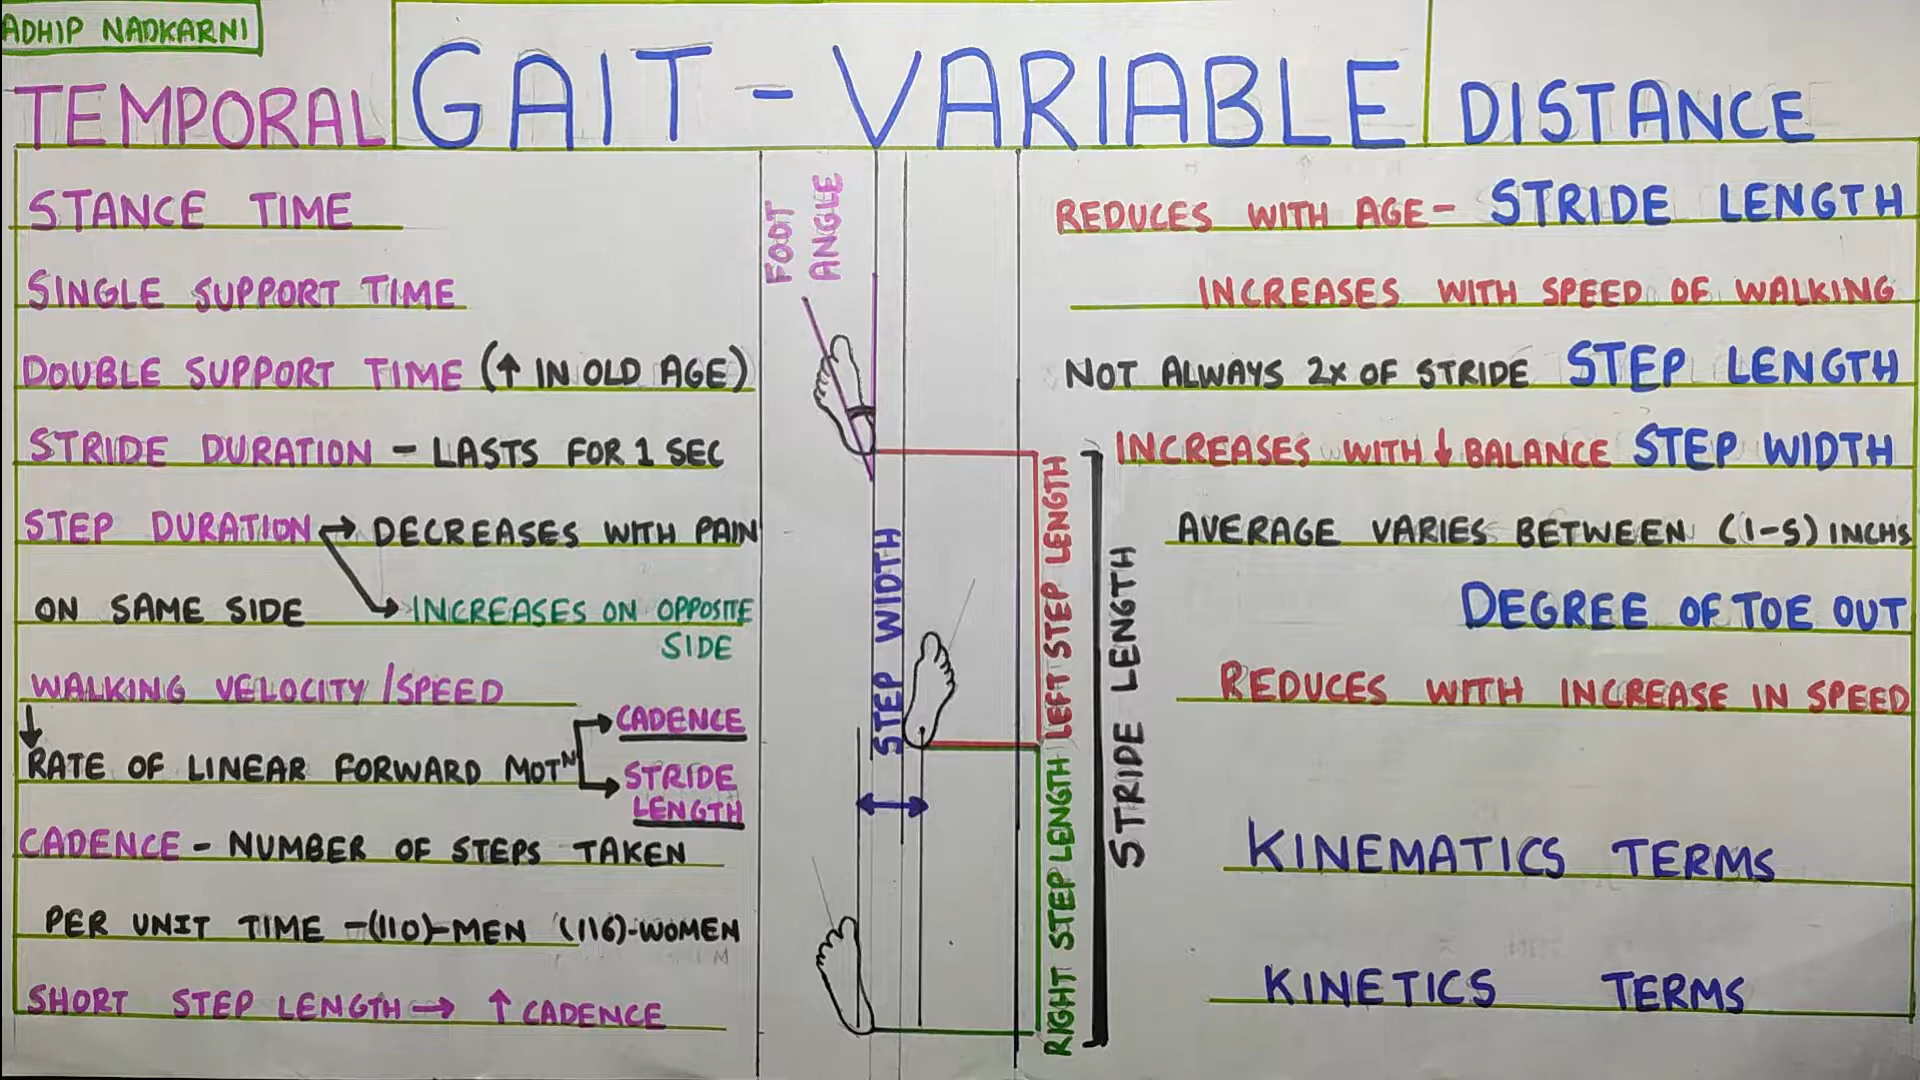 ADHIP NADKARNI
TEMPORAL
GAIT - VARIABLE
DISTANCE
STANCE TIME
SINGLE SUPPORT TIME
DOUBLE SUPPORT TIME (↑ IN OLD AGE)
STRIDE DURATION - LASTS FOR 1 SEC
STEP DURATION → DECREASES WITH PAIN
ON SAME SIDE → INCREASES ON OPPOSITE
SIDE
WALKING VELOCITY / SPEED
↓
RATE OF LINEAR FORWARD MOTᴺ
→ CADENCE
→ STRIDE
LENGTH
CADENCE - NUMBER OF STEPS TAKEN
PER UNIT TIME -(110)-MEN (116)-WOMEN
SHORT STEP LENGTH → ↑ CADENCE
FOOT
ANGLE
STEP WIDTH
LEFT STEP LENGTH
RIGHT STEP LENGTH
STRIDE LENGTH
REDUCES WITH AGE- STRIDE LENGTH
INCREASES WITH SPEED OF WALKING
NOT ALWAYS 2x OF STRIDE STEP LENGTH
INCREASES WITH ↓ BALANCE STEP WIDTH
AVERAGE VARIES BETWEEN (1-5) INCHS
DEGREE OF TOE OUT
REDUCES WITH INCREASE IN SPEED
KINEMATICS TERMS
KINETICS TERMS